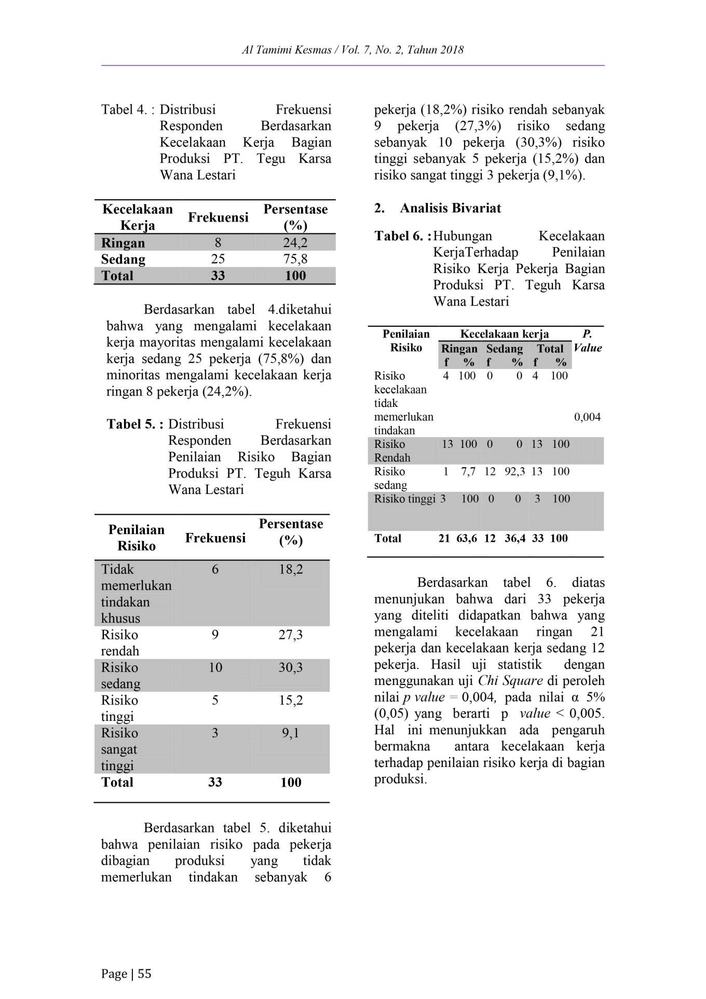 Al Tamimi Kesmas / Vol. 7, No. 2, Tahun 2018
Tabel 4. : Distribusi Frekuensi
Responden Berdasarkan
Kecelakaan Kerja Bagian
Produksi PT. Tegu Karsa
Wana Lestari
Kecelakaan Kerja Frekuensi Persentase (%)
Ringan 8 24,2
Sedang 25 75,8
Total 33 100
Berdasarkan tabel 4.diketahui
bahwa yang mengalami kecelakaan
kerja mayoritas mengalami kecelakaan
kerja sedang 25 pekerja (75,8%) dan
minoritas mengalami kecelakaan kerja
ringan 8 pekerja (24,2%).
Tabel 5. : Distribusi Frekuensi
Responden Berdasarkan
Penilaian Risiko Bagian
Produksi PT. Teguh Karsa
Wana Lestari
Penilaian Risiko Frekuensi Persentase (%)
Tidak 6 18,2
memerlukan
tindakan
khusus
Risiko 9 27,3
rendah
Risiko 10 30,3
sedang
Risiko 5 15,2
tinggi
Risiko 3 9,1
sangat
tinggi
Total 33 100
Berdasarkan tabel 5. diketahui
bahwa penilaian risiko pada pekerja
dibagian produksi yang tidak
memerlukan tindakan sebanyak 6
pekerja (18,2%) risiko rendah sebanyak
9 pekerja (27,3%) risiko sedang
sebanyak 10 pekerja (30,3%) risiko
tinggi sebanyak 5 pekerja (15,2%) dan
risiko sangat tinggi 3 pekerja (9,1%).
2. Analisis Bivariat
Tabel 6. : Hubungan Kecelakaan
KerjaTerhadap Penilaian
Risiko Kerja Pekerja Bagian
Produksi PT. Teguh Karsa
Wana Lestari
Penilaian Kecelakaan kerja P.
Risiko Ringan Sedang Total Value
f % f % f %
Risiko 4 100 0 0 4 100
kecelakaan
tidak
memerlukan 0,004
tindakan
Risiko 13 100 0 0 13 100
Rendah
Risiko 1 7,7 12 92,3 13 100
sedang
Risiko tinggi 3 100 0 0 3 100
Total 21 63,6 12 36,4 33 100
Berdasarkan tabel 6. diatas
menunjukan bahwa dari 33 pekerja
yang diteliti didapatkan bahwa yang
mengalami kecelakaan ringan 21
pekerja dan kecelakaan kerja sedang 12
pekerja. Hasil uji statistik dengan
menggunakan uji Chi Square di peroleh
nilai p value = 0,004, pada nilai α 5%
(0,05) yang berarti p value < 0,005.
Hal ini menunjukkan ada pengaruh
bermakna antara kecelakaan kerja
terhadap penilaian risiko kerja di bagian
produksi.
Page | 55